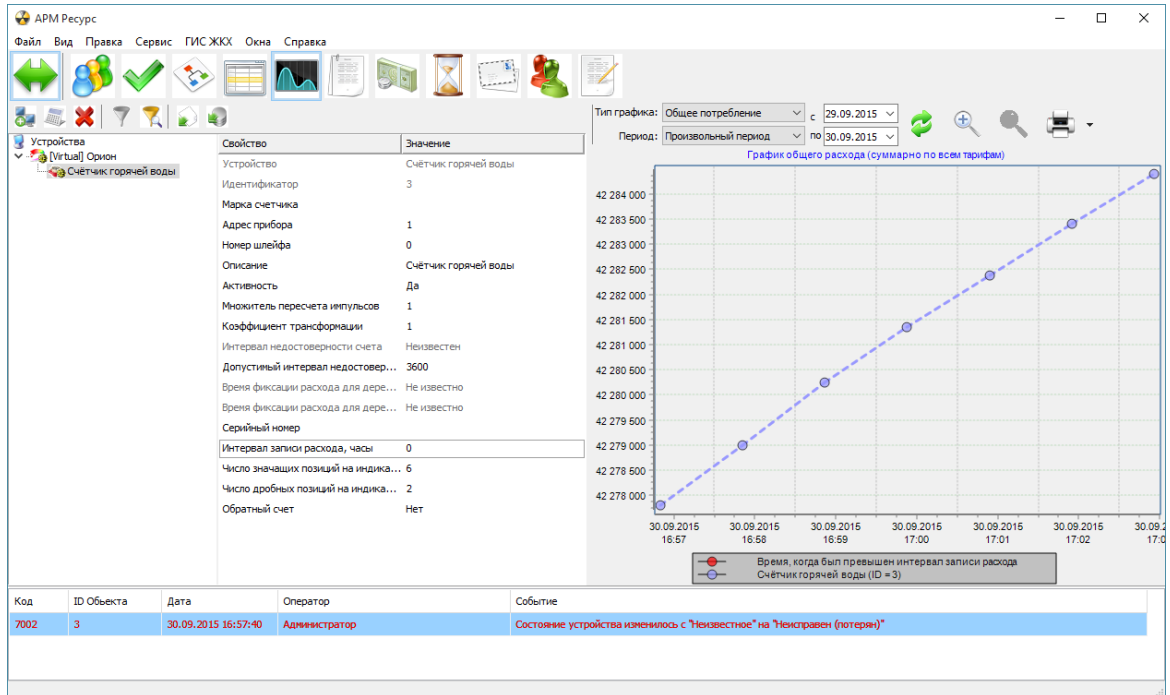 АРМ Ресурс
Файл Вид Правка Сервис ГИС ЖКХ Окна Справка
Устройства
[Virtual] Орион
Счётчик горячей воды
Свойство Значение
Устройство Счётчик горячей воды
Идентификатор 3
Марка счетчика
Адрес прибора 1
Номер шлейфа 0
Описание Счётчик горячей воды
Активность Да
Множитель пересчета импульсов 1
Коэффициент трансформации 1
Интервал недостоверности счета Неизвестен
Допустимый интервал недостовер... 3600
Время фиксации расхода для дере... Не известно
Время фиксации расхода для дере... Не известно
Серийный номер
Интервал записи расхода, часы 0
Число значащих позиций на индика... 6
Число дробных позиций на индика... 2
Обратный счет Нет
Тип графика: Общее потребление с 29.09.2015
Период: Произвольный период по 30.09.2015
График общего расхода (суммарно по всем тарифам)
42 284 000
42 283 500
42 283 000
42 282 500
42 282 000
42 281 500
42 281 000
42 280 500
42 280 000
42 279 500
42 279 000
42 278 500
42 278 000
30.09.2015 30.09.2015 30.09.2015 30.09.2015 30.09.2015 30.09.2015 30.09.2
16:57 16:58 16:59 17:00 17:01 17:02 17:0
Время, когда был превышен интервал записи расхода
Счётчик горячей воды (ID = 3)
Код ID Объекта Дата Оператор Событие
7002 3 30.09.2015 16:57:40 Администратор Состояние устройства изменилось с "Неизвестное" на "Неисправен (потерян)"